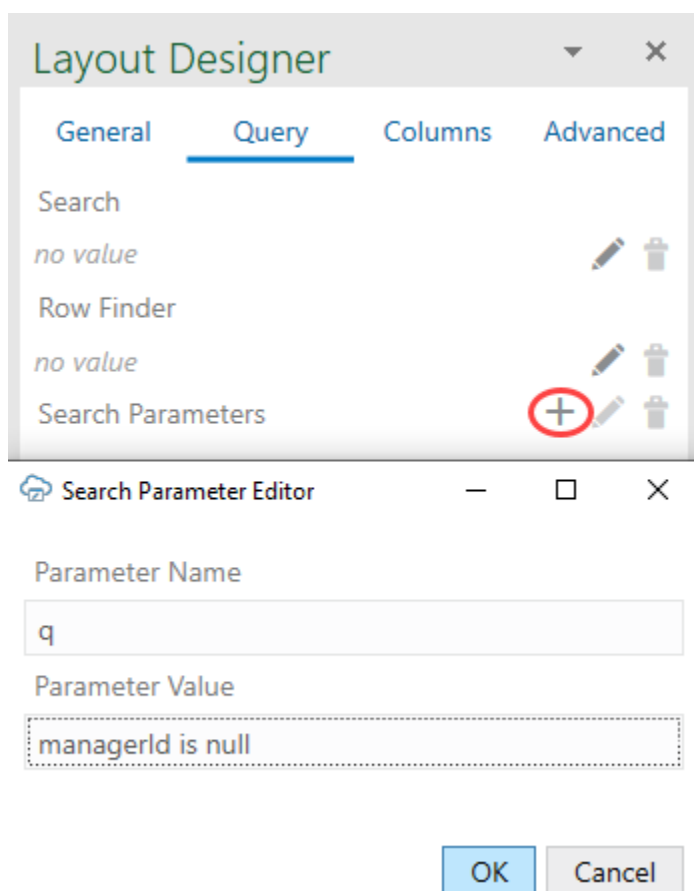 Layout Designer
General Query Columns Advanced
Search
no value
Row Finder
no value
Search Parameters
Search Parameter Editor
Parameter Name
q
Parameter Value
managerId is null
OK Cancel